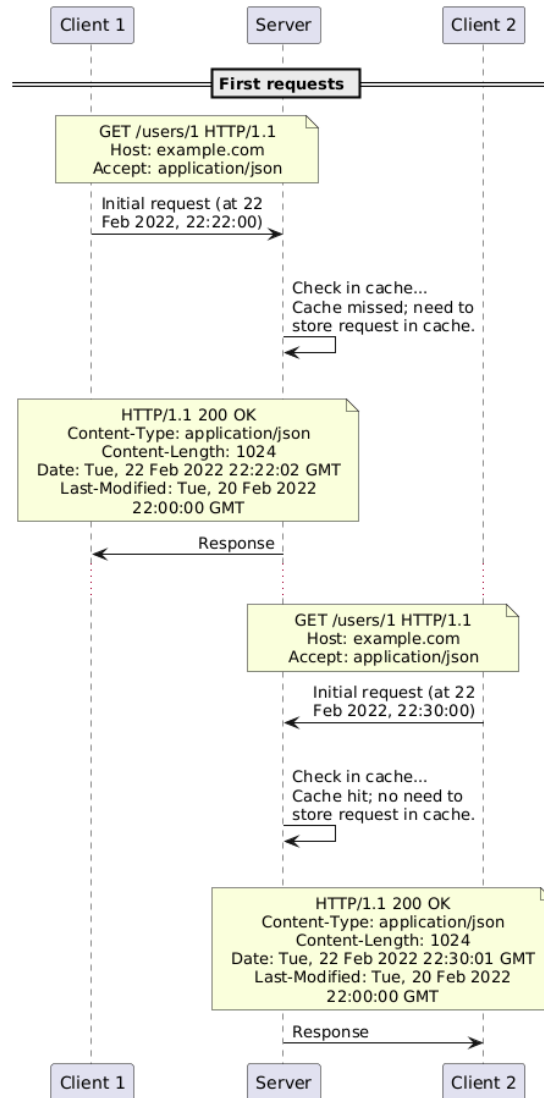 Client 1
Server
Client 2
First requests
GET /users/1 HTTP/1.1
Host: example.com
Accept: application/json
Initial request (at 22
Feb 2022, 22:22:00)
Check in cache...
Cache missed; need to
store request in cache.
HTTP/1.1 200 OK
Content-Type: application/json
Content-Length: 1024
Date: Tue, 22 Feb 2022 22:22:02 GMT
Last-Modified: Tue, 20 Feb 2022
22:00:00 GMT
Response
GET /users/1 HTTP/1.1
Host: example.com
Accept: application/json
Initial request (at 22
Feb 2022, 22:30:00)
Check in cache...
Cache hit; no need to
store request in cache.
HTTP/1.1 200 OK
Content-Type: application/json
Content-Length: 1024
Date: Tue, 22 Feb 2022 22:30:01 GMT
Last-Modified: Tue, 20 Feb 2022
22:00:00 GMT
Response
Client 1
Server
Client 2